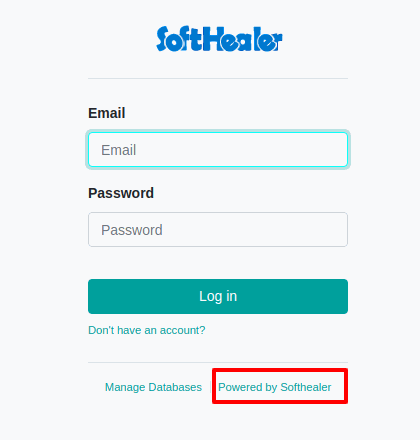 SoftHealer
Email
Email
Password
Password
Log in
Don't have an account?
Manage Databases Powered by Softhealer